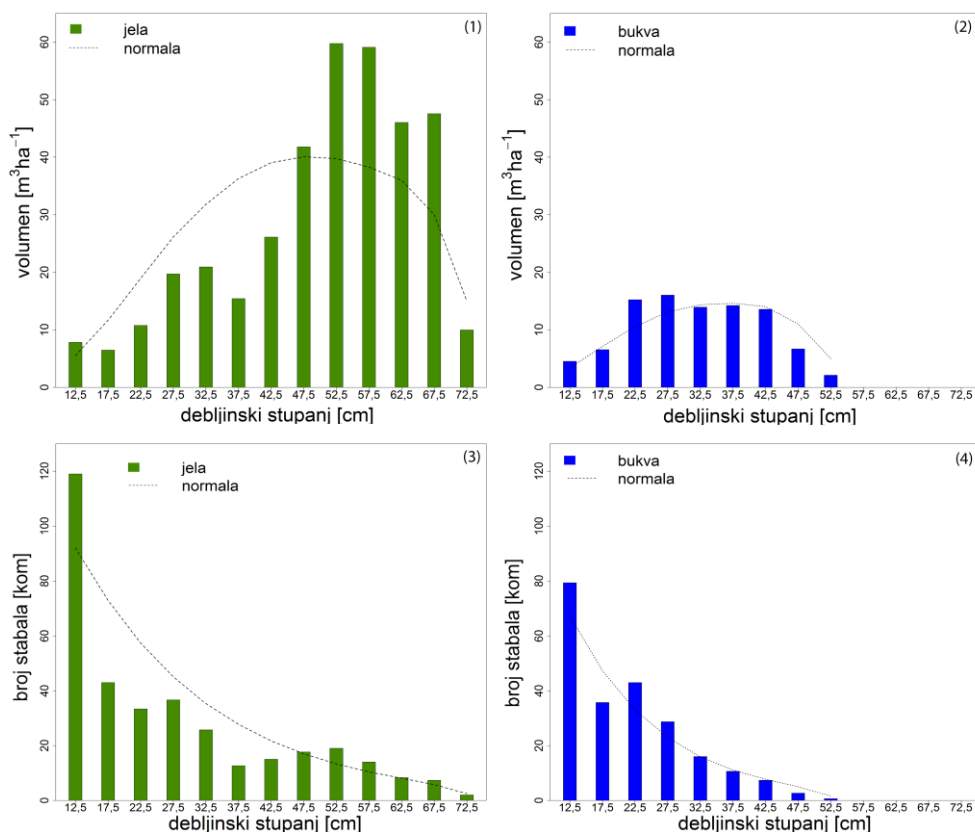 (1)
jela
normala
volumen [m³ha⁻¹]
0 10 20 30 40 50 60
12,5 17,5 22,5 27,5 32,5 37,5 42,5 47,5 52,5 57,5 62,5 67,5 72,5
debljinski stupanj [cm]
(2)
bukva
normala
volumen [m³ha⁻¹]
0 10 20 30 40 50 60
12,5 17,5 22,5 27,5 32,5 37,5 42,5 47,5 52,5 57,5 62,5 67,5 72,5
debljinski stupanj [cm]
(3)
jela
normala
broj stabala [kom]
0 20 40 60 80 100 120
12,5 17,5 22,5 27,5 32,5 37,5 42,5 47,5 52,5 57,5 62,5 67,5 72,5
debljinski stupanj [cm]
(4)
bukva
normala
broj stabala [kom]
0 20 40 60 80 100 120
12,5 17,5 22,5 27,5 32,5 37,5 42,5 47,5 52,5 57,5 62,5 67,5 72,5
debljinski stupanj [cm]